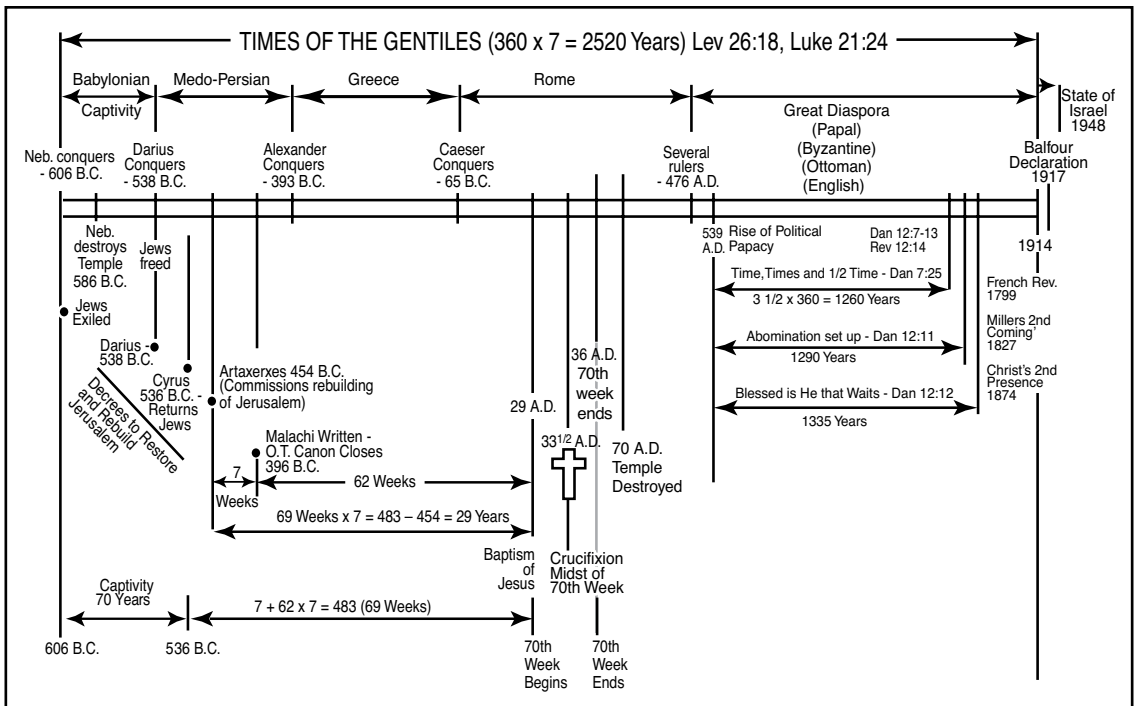 TIMES OF THE GENTILES (360 x 7 = 2520 Years) Lev 26:18, Luke 21:24
Babylonian
Captivity
Medo-Persian
Greece
Rome
Great Diaspora
(Papal)
(Byzantine)
(Ottoman)
(English)
State of
Israel
1948
Neb. conquers
- 606 B.C.
Darius
Conquers
- 538 B.C.
Alexander
Conquers
- 393 B.C.
Caeser
Conquers
- 65 B.C.
Several
rulers
- 476 A.D.
Balfour
Declaration
1917
Neb.
destroys
Temple
586 B.C.
Jews
freed
539
A.D.
Rise of Political
Papacy
Dan 12:7-13
Rev 12:14
1914
Time,Times and 1/2 Time - Dan 7:25
3 1/2 x 360 = 1260 Years
French Rev.
1799
Jews
Exiled
Millers 2nd
Coming’
1827
Abomination set up - Dan 12:11
1290 Years
Darius -
538 B.C.
Cyrus
536 B.C. -
Returns
Jews
Artaxerxes 454 B.C.
(Commissions rebuilding
of Jerusalem)
36 A.D.
70th
week
ends
Christ’s 2nd
Presence
1874
Blessed is He that Waits - Dan 12:12
1335 Years
Decrees to Restore
and Rebuild
Jerusalem
29 A.D.
Malachi Written -
O.T. Canon Closes
396 B.C.
33 1/2 A.D.
70 A.D.
Temple
Destroyed
7
Weeks
62 Weeks
69 Weeks x 7 = 483 – 454 = 29 Years
Baptism
of
Jesus
Crucifixion
Midst of
70th Week
Captivity
70 Years
7 + 62 x 7 = 483 (69 Weeks)
606 B.C.
536 B.C.
70th
Week
Begins
70th
Week
Ends